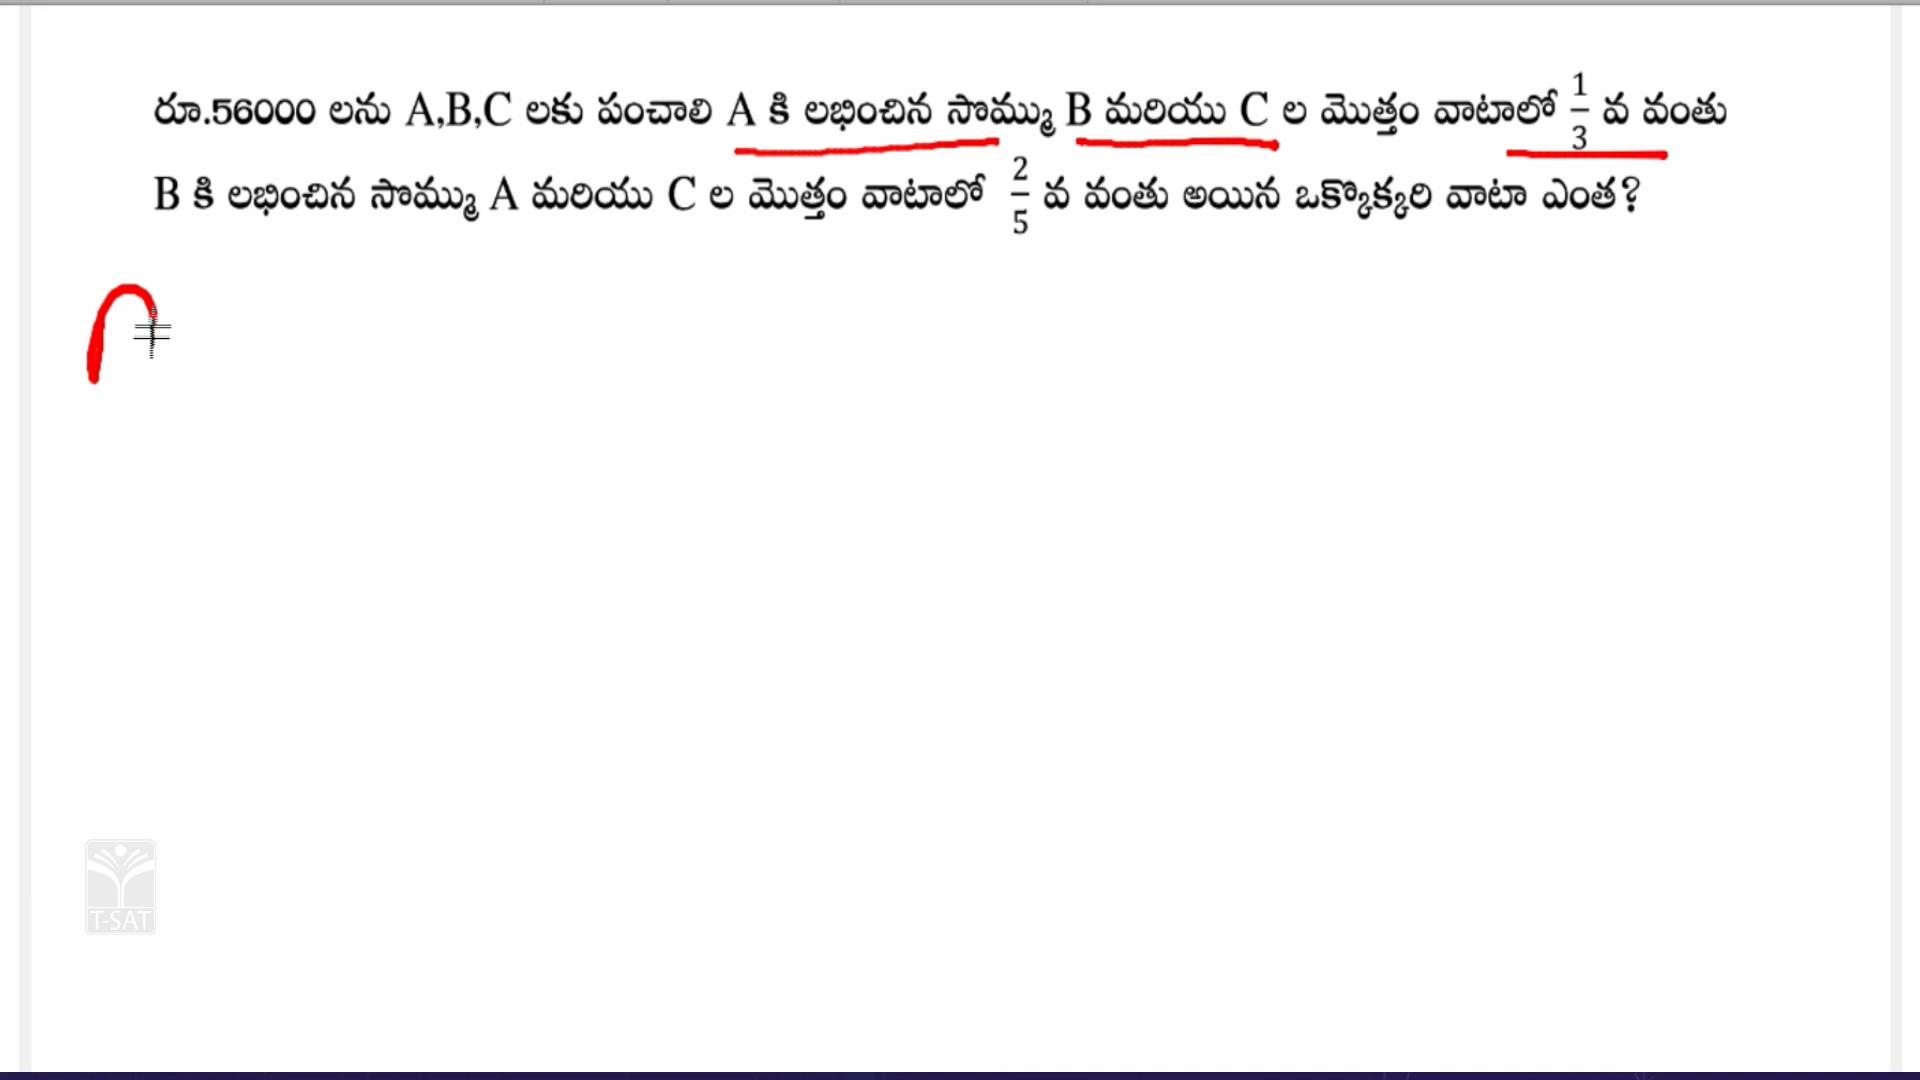 రూ.56000 లను A,B,C లకు పంచాలి A కి లభించిన సొమ్ము B మరియు C ల మొత్తం వాటాలో 1/3 వ వంతు
B కి లభించిన సొమ్ము A మరియు C ల మొత్తం వాటాలో 2/5 వ వంతు అయిన ఒక్కొక్కరి వాటా ఎంత?
T-SAT